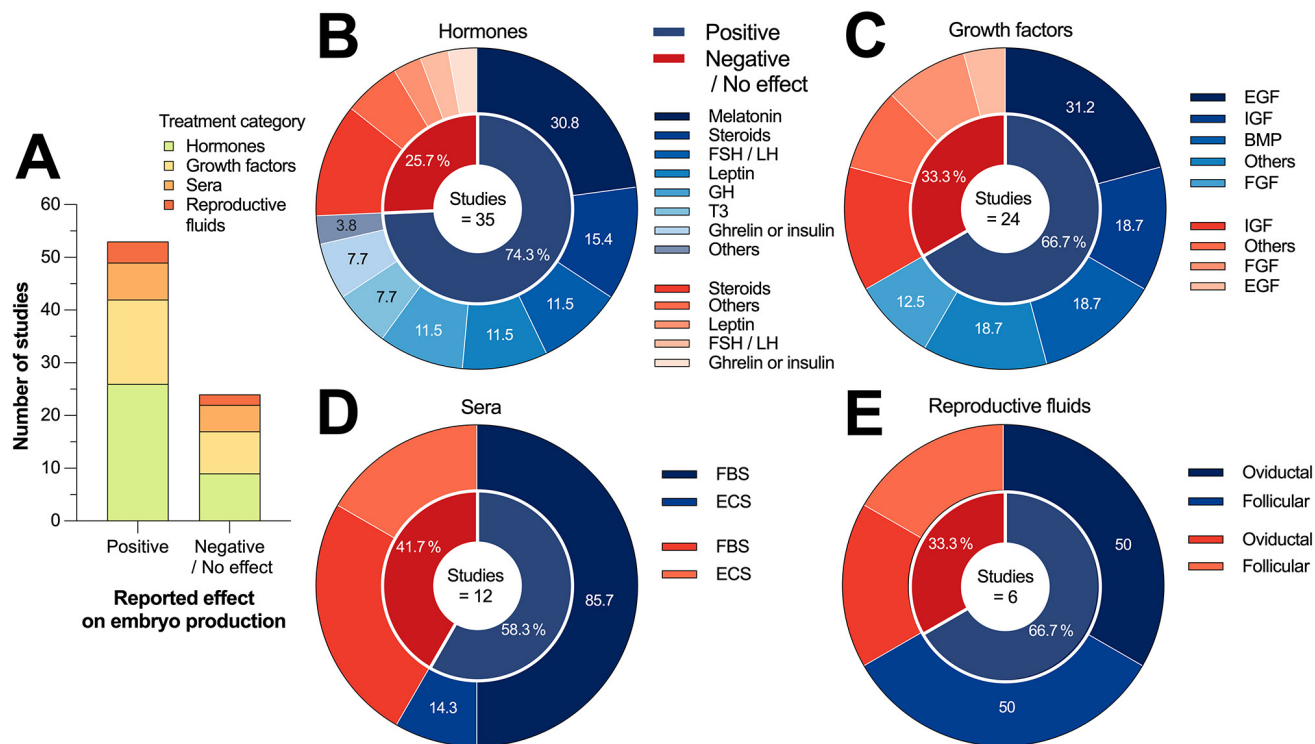 A
Treatment category
Hormones
Growth factors
Sera
Reproductive
fluids
Number of studies
60
50
40
30
20
10
0
Positive
Negative
/ No effect
Reported effect
on embryo production
B
Hormones
30.8
15.4
11.5
11.5
11.5
7.7
7.7
3.8
25.7 %
74.3 %
Studies
= 35
Positive
Negative
/ No effect
Melatonin
Steroids
FSH / LH
Leptin
GH
T3
Ghrelin or insulin
Others
Steroids
Others
Leptin
FSH / LH
Ghrelin or insulin
C
Growth factors
31.2
18.7
18.7
18.7
12.5
33.3 %
66.7 %
Studies
= 24
EGF
IGF
BMP
Others
FGF
IGF
Others
FGF
EGF
D
Sera
41.7 %
58.3 %
Studies
= 12
85.7
14.3
FBS
ECS
FBS
ECS
E
Reproductive fluids
33.3 %
66.7 %
Studies
= 6
50
50
Oviductal
Follicular
Oviductal
Follicular